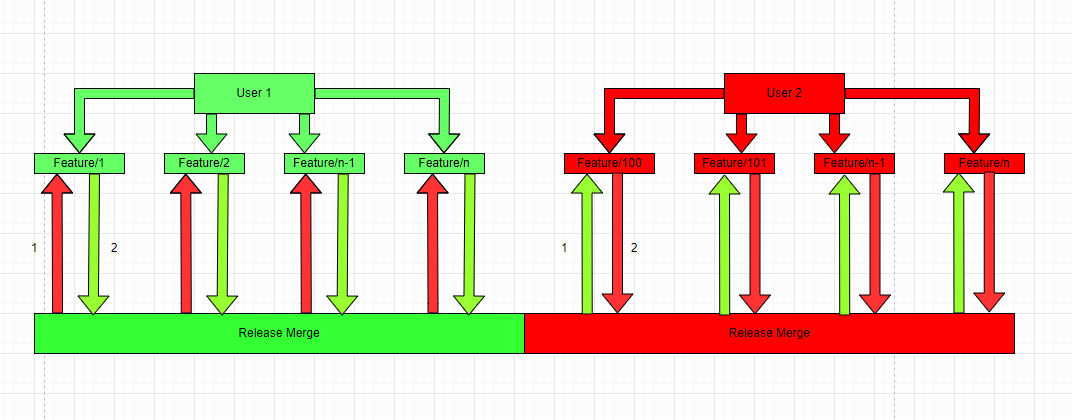 User 1
User 2
Feature/1
Feature/2
Feature/n-1
Feature/n
Feature/100
Feature/101
Feature/n-1
Feature/n
1
2
1
2
Release Merge
Release Merge